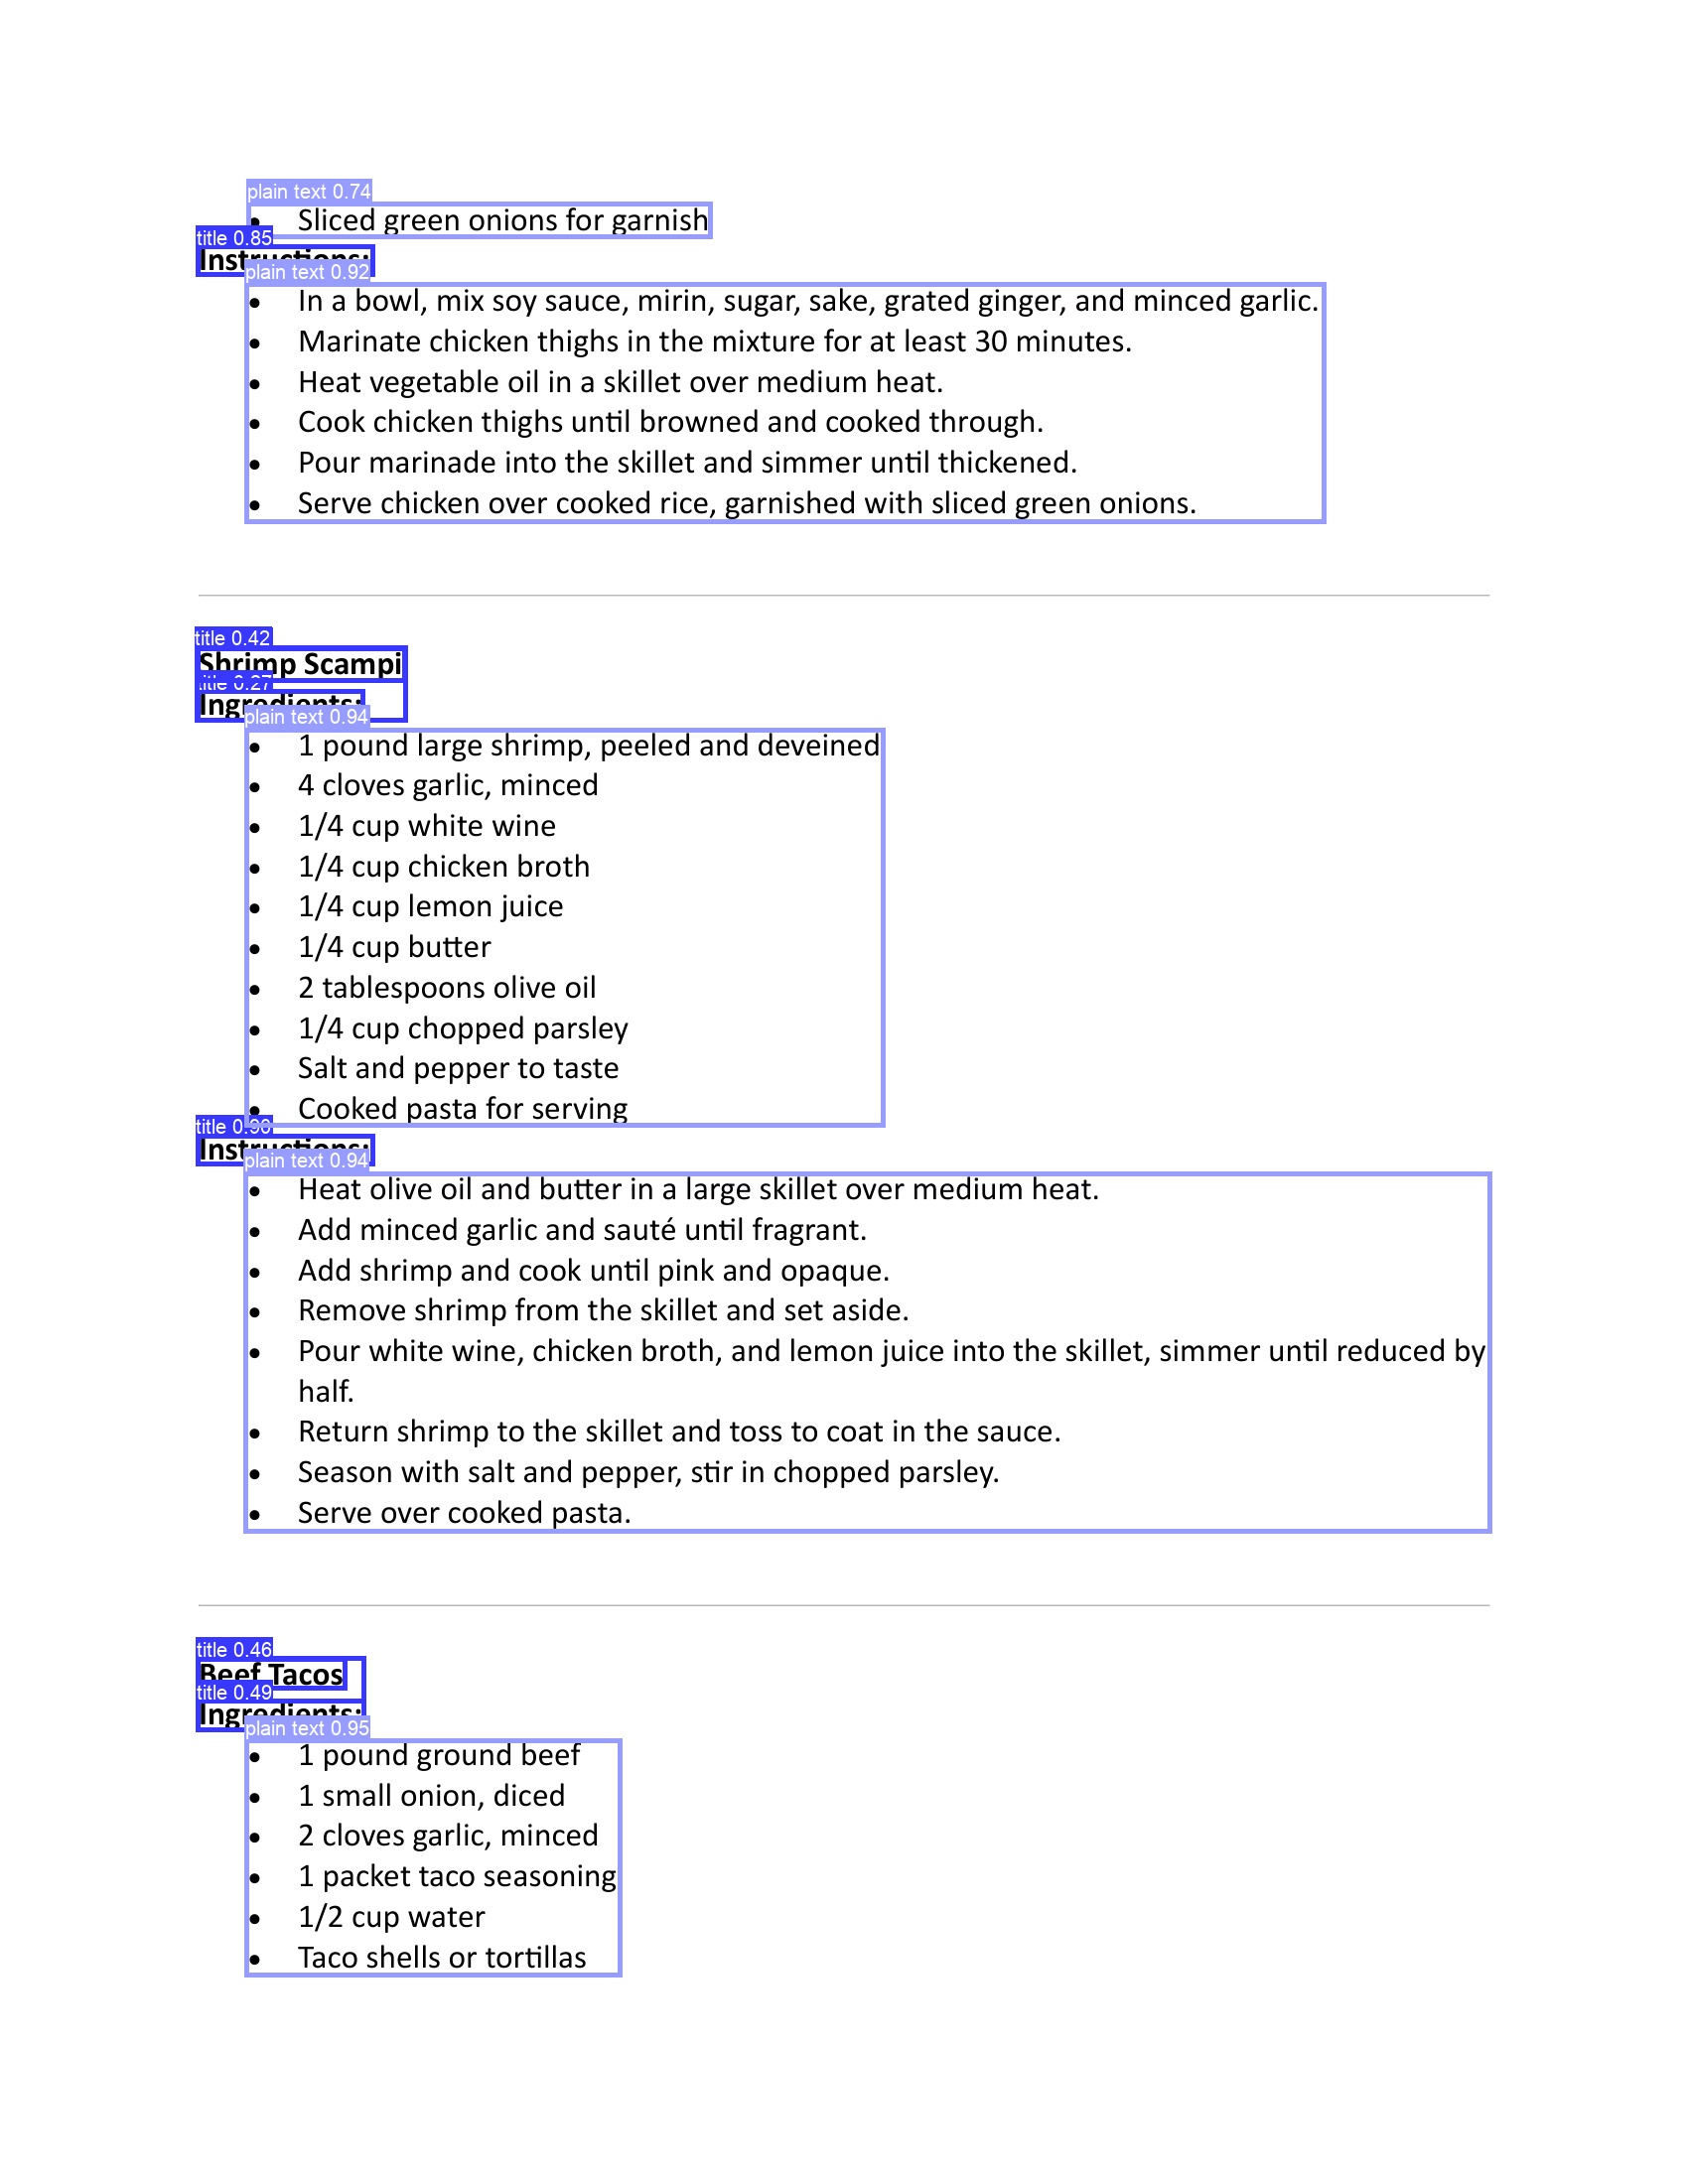 plain text 0.74
• Sliced green onions for garnish
title 0.85
Instructions:
plain text 0.92
• In a bowl, mix soy sauce, mirin, sugar, sake, grated ginger, and minced garlic.
• Marinate chicken thighs in the mixture for at least 30 minutes.
• Heat vegetable oil in a skillet over medium heat.
• Cook chicken thighs until browned and cooked through.
• Pour marinade into the skillet and simmer until thickened.
• Serve chicken over cooked rice, garnished with sliced green onions.
title 0.42
Shrimp Scampi
title 0.27
Ingredients:
plain text 0.94
• 1 pound large shrimp, peeled and deveined
• 4 cloves garlic, minced
• 1/4 cup white wine
• 1/4 cup chicken broth
• 1/4 cup lemon juice
• 1/4 cup butter
• 2 tablespoons olive oil
• 1/4 cup chopped parsley
• Salt and pepper to taste
• Cooked pasta for serving
title 0.90
Instructions:
plain text 0.94
• Heat olive oil and butter in a large skillet over medium heat.
• Add minced garlic and sauté until fragrant.
• Add shrimp and cook until pink and opaque.
• Remove shrimp from the skillet and set aside.
• Pour white wine, chicken broth, and lemon juice into the skillet, simmer until reduced by
half.
• Return shrimp to the skillet and toss to coat in the sauce.
• Season with salt and pepper, stir in chopped parsley.
• Serve over cooked pasta.
title 0.46
Beef Tacos
title 0.49
Ingredients:
plain text 0.95
• 1 pound ground beef
• 1 small onion, diced
• 2 cloves garlic, minced
• 1 packet taco seasoning
• 1/2 cup water
• Taco shells or tortillas